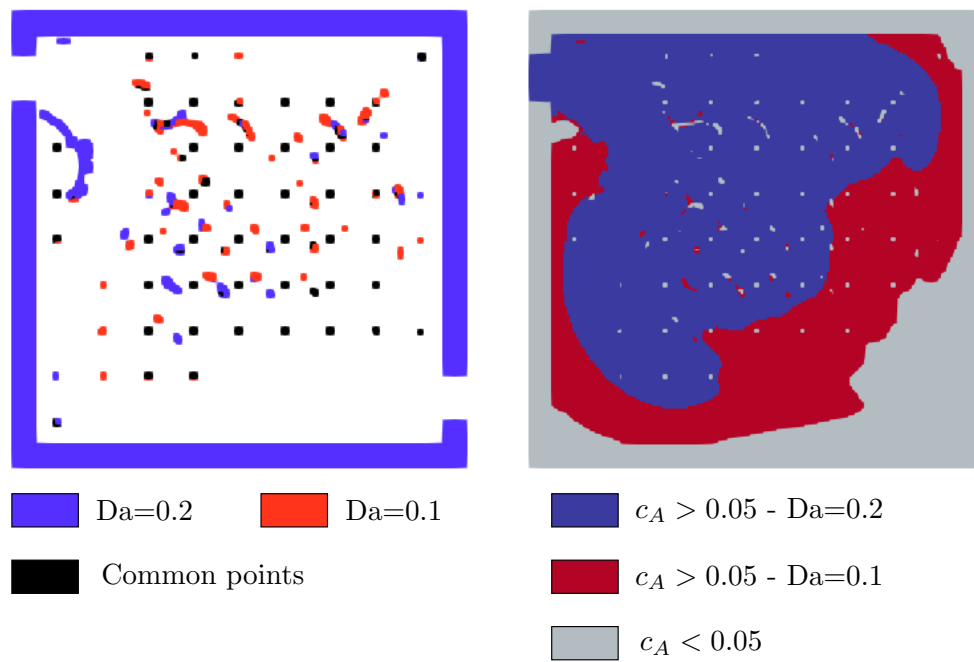 Da=0.2
Da=0.1
Common points
c_A > 0.05 - Da=0.2
c_A > 0.05 - Da=0.1
c_A < 0.05